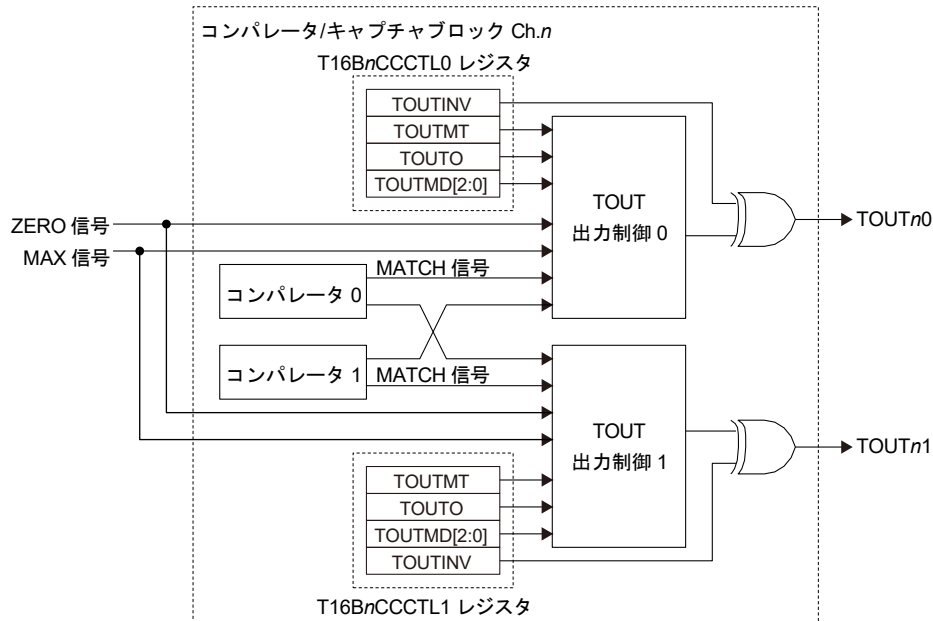 コンパレータ/キャプチャブロック Ch.n
T16BnCCCTL0 レジスタ
TOUTINV
TOUTMT
TOUTO
TOUTMD[2:0]
TOUT
出力制御 0
TOUTn0
ZERO 信号
MAX 信号
MATCH 信号
コンパレータ 0
コンパレータ 1
MATCH 信号
TOUT
出力制御 1
TOUTn1
TOUTMT
TOUTO
TOUTMD[2:0]
TOUTINV
T16BnCCCTL1 レジスタ